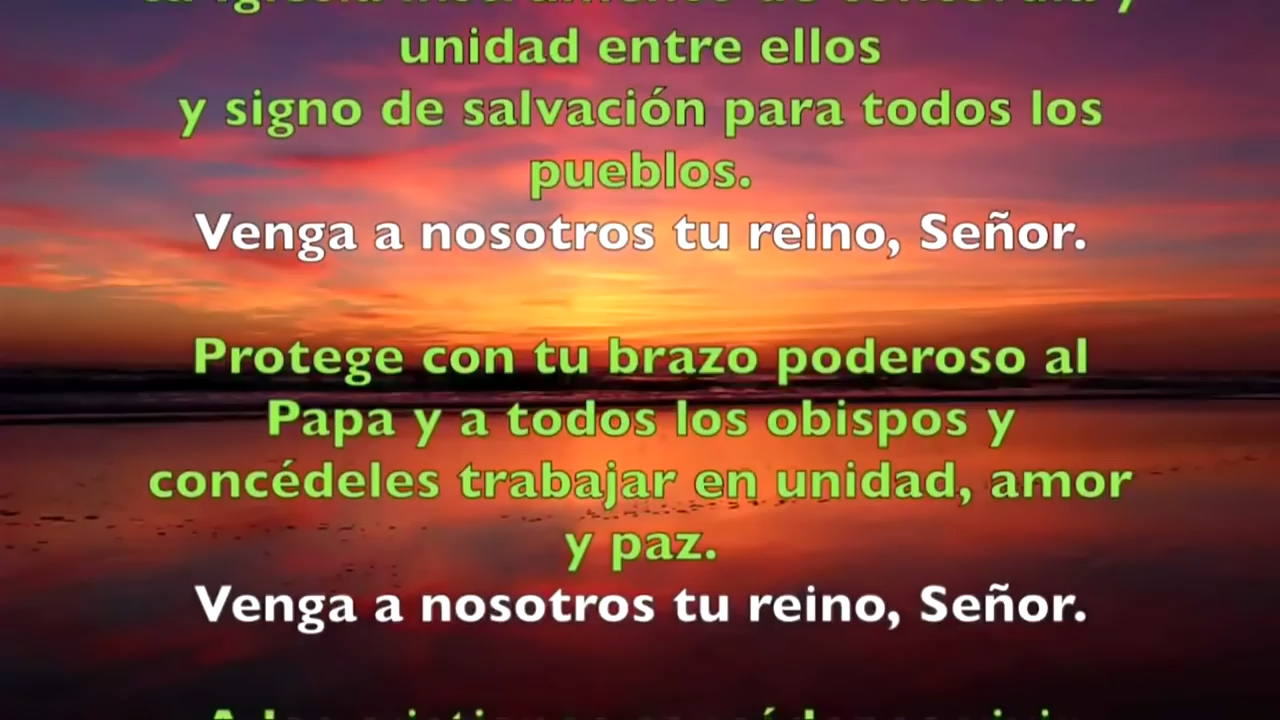 unidad entre ellos
y signo de salvación para todos los
pueblos.
Venga a nosotros tu reino, Señor.
Protege con tu brazo poderoso al
Papa y a todos los obispos y
concédeles trabajar en unidad, amor
y paz.
Venga a nosotros tu reino, Señor.